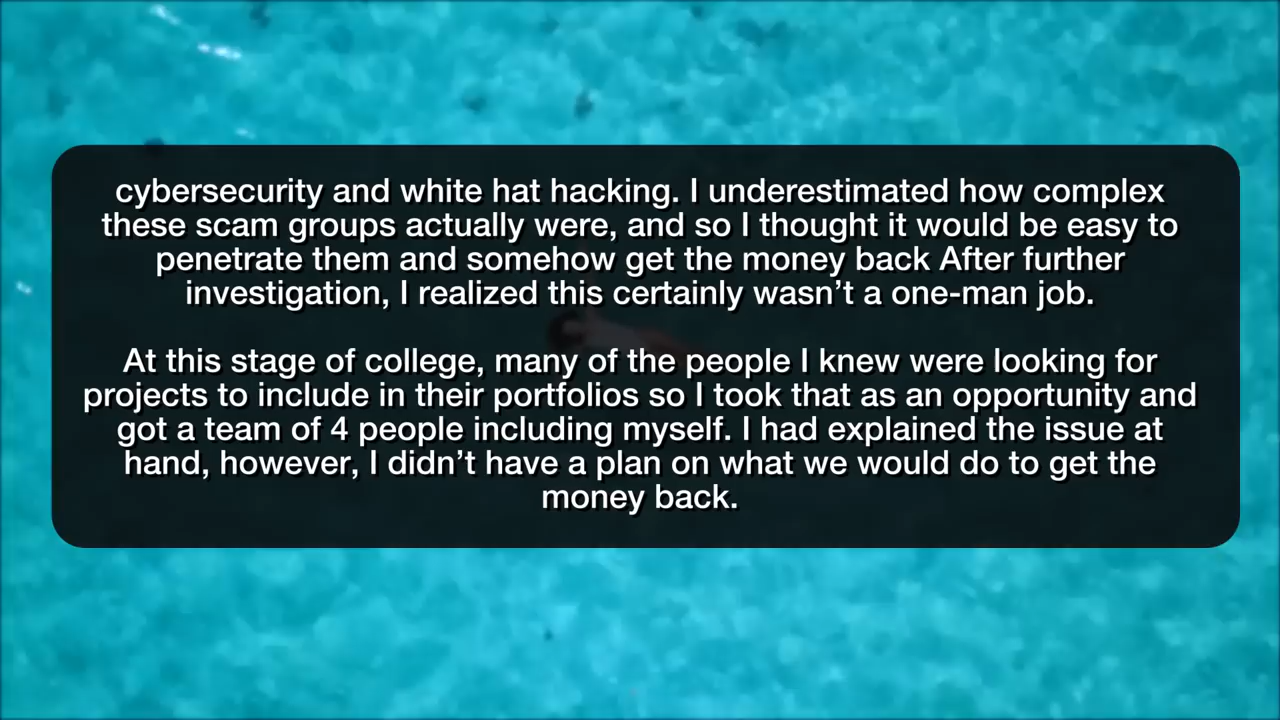 cybersecurity and white hat hacking. I underestimated how complex
these scam groups actually were, and so I thought it would be easy to
penetrate them and somehow get the money back After further
investigation, I realized this certainly wasn’t a one-man job.
At this stage of college, many of the people I knew were looking for
projects to include in their portfolios so I took that as an opportunity and
got a team of 4 people including myself. I had explained the issue at
hand, however, I didn’t have a plan on what we would do to get the
money back.